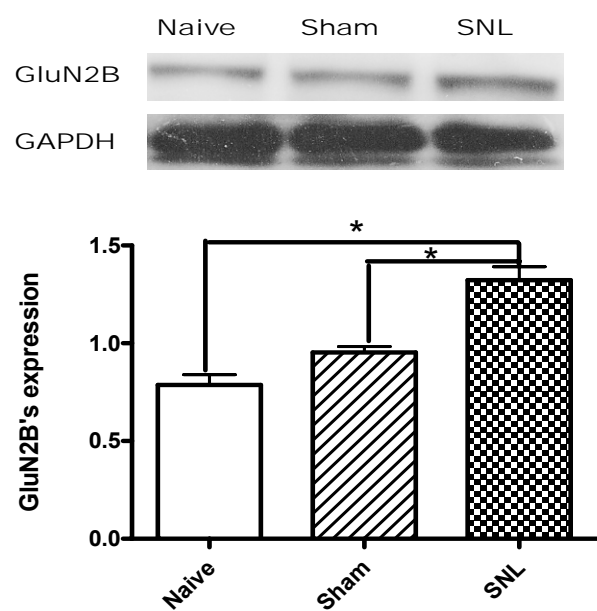 Naive Sham SNL
GluN2B
GAPDH
* 
*
1.5
1.0
0.5
0.0
GluN2B's expression
Naive Sham SNL